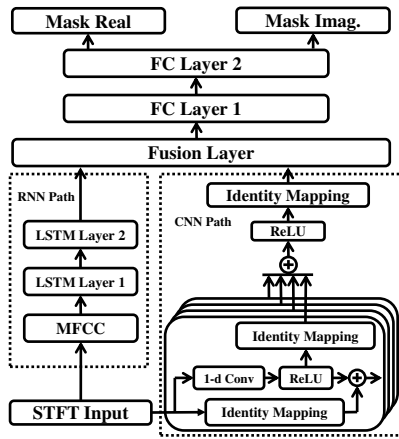 Mask Real
Mask Imag.
FC Layer 2
FC Layer 1
Fusion Layer
RNN Path
Identity Mapping
CNN Path
ReLU
LSTM Layer 2
LSTM Layer 1
MFCC
Identity Mapping
1-d Conv
ReLU
STFT Input
Identity Mapping